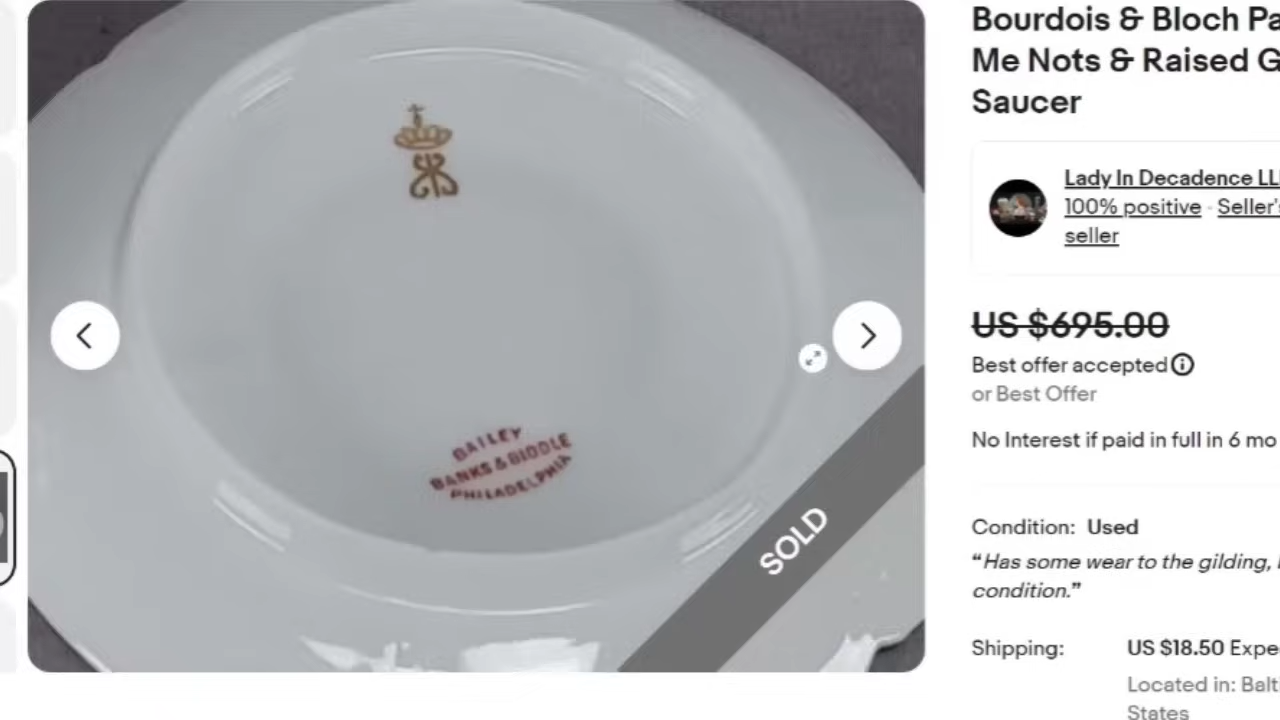 BAILEY
BANKS & BIDDLE
PHILADELPHIA
SOLD
Bourdois & Bloch Pa
Me Nots & Raised G
Saucer
Lady In Decadence LL
100% positive · Seller's
seller
US $695.00
Best offer accepted
or Best Offer
No Interest if paid in full in 6 mo
Condition: Used
“Has some wear to the gilding,
condition.”
Shipping: US $18.50 Expe
Located in: Balti
States